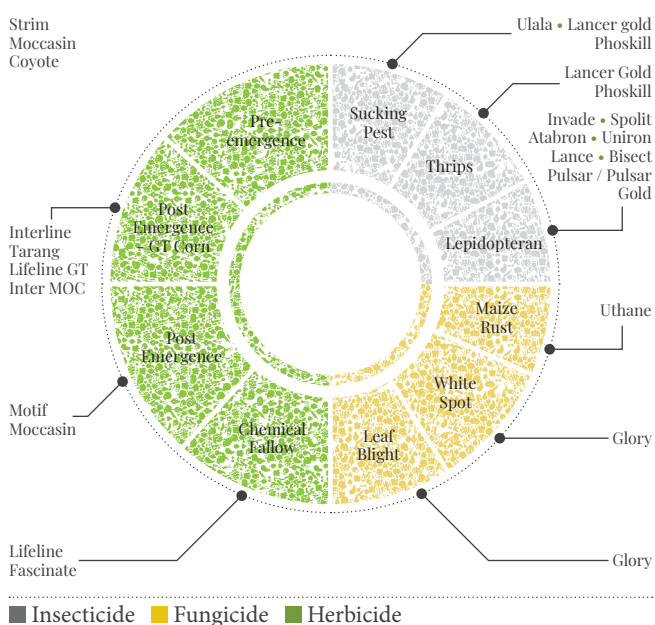 Strim
Moccasin
Coyote
Ulala • Lancer gold
Phoskill
Lancer Gold
Phoskill
Invade • Spolit
Atabron • Uniron
Lance • Bisect
Pulsar / Pulsar
Gold
Pre-
emergence
Sucking
Pest
Thrips
Post
Emergence
- GT Corn
Lepidopteran
Interline
Tarang
Lifeline GT
Inter MOC
Maize
Rust
Uthane
Post
Emergence
White
Spot
Motif
Moccasin
Chemical
Fallow
Leaf
Blight
Glory
Lifeline
Fascinate
Glory
Insecticide Fungicide Herbicide